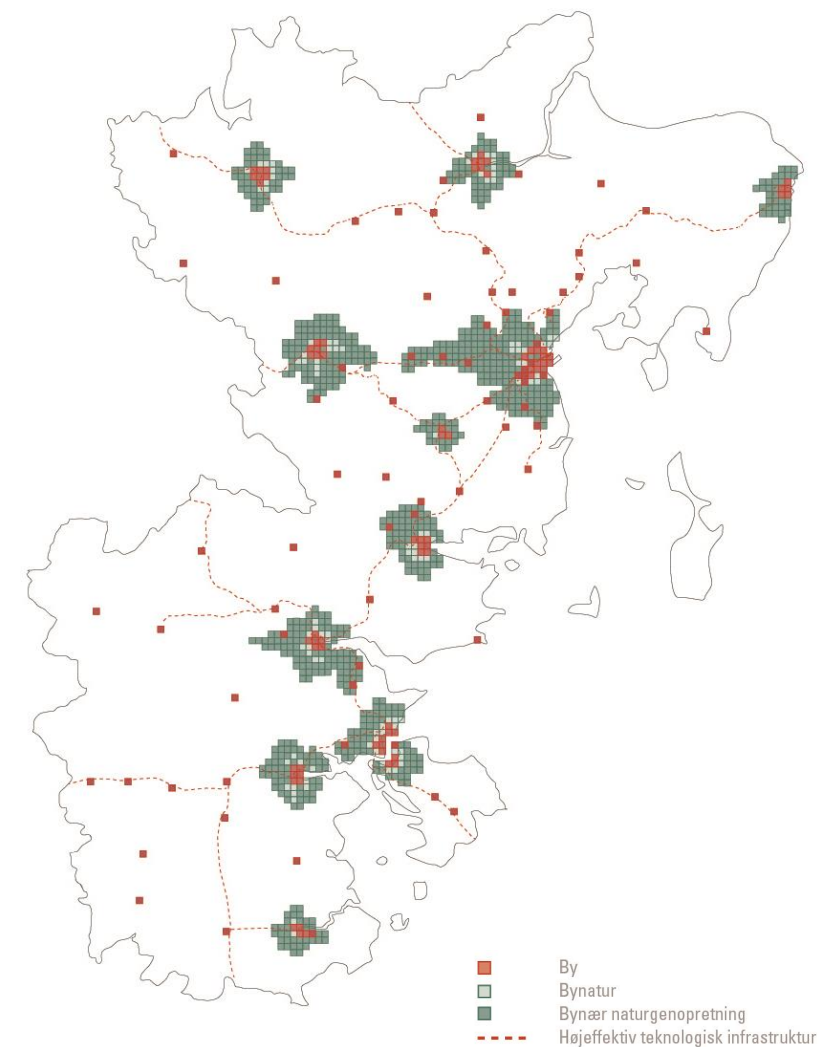 By
Bynatur
Bynær naturgenopretning
Højeffektiv teknologisk infrastruktur